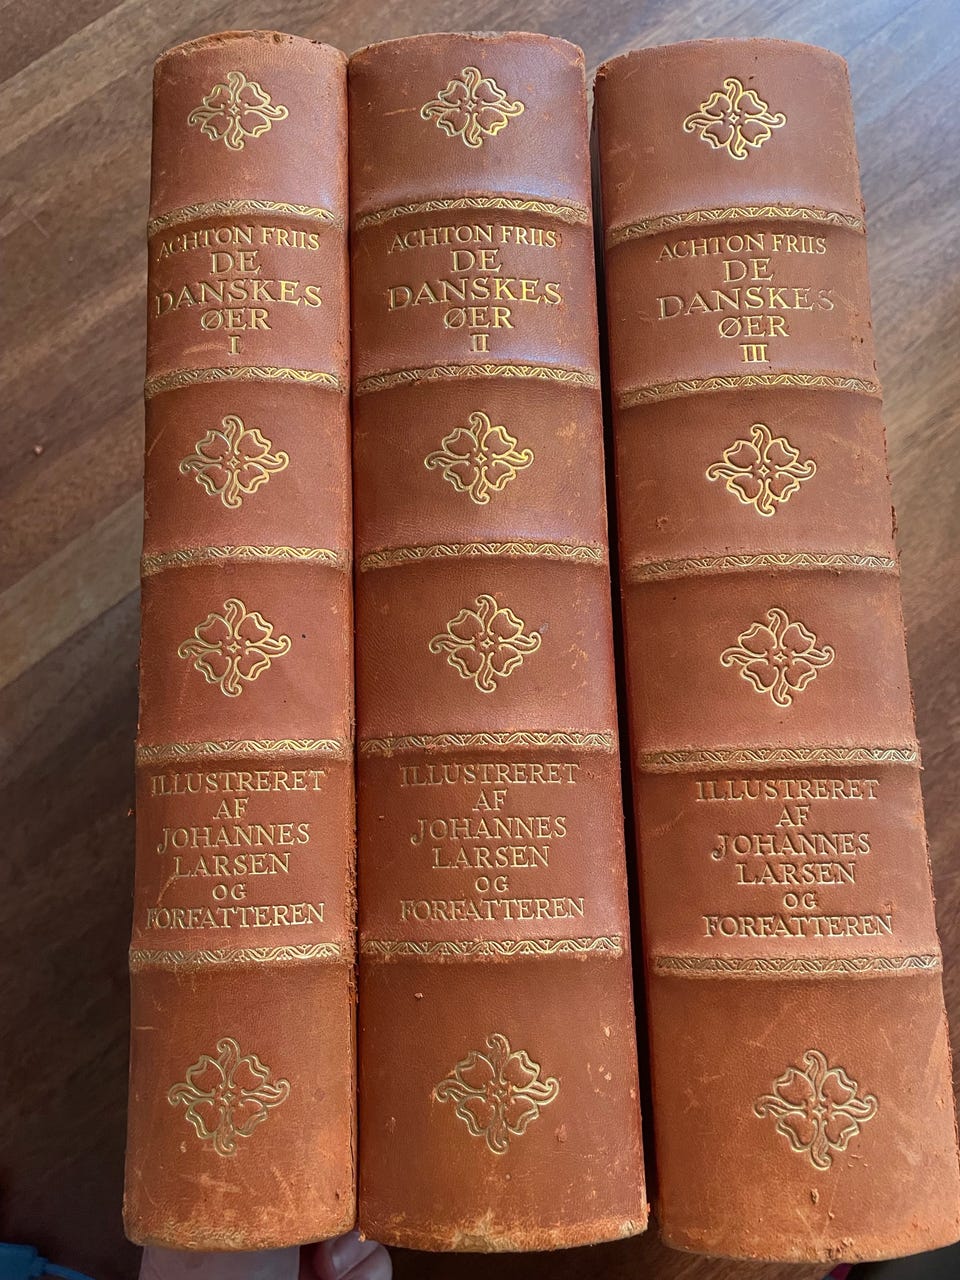 ACHTON FRIIS
DE
DANSKES
ØER
I
ILLUSTRERET
AF
JOHANNES
LARSEN
OG
FORFATTEREN
ACHTON FRIIS
DE
DANSKES
ØER
II
ILLUSTRERET
AF
JOHANNES
LARSEN
OG
FORFATTEREN
ACHTON FRIIS
DE
DANSKES
ØER
III
ILLUSTRERET
AF
JOHANNES
LARSEN
OG
FORFATTEREN